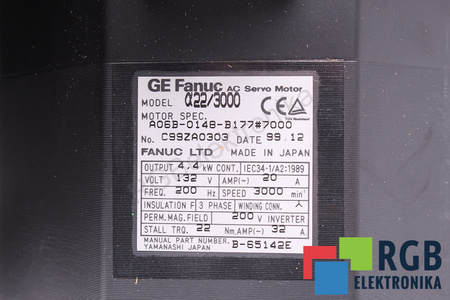 GE Fanuc AC Servo Motor
MODEL α22/3000
MOTOR SPEC.
A06B-0148-B177#7000
No. C99ZA0303 DATE 99.12
FANUC LTD MADE IN JAPAN
OUTPUT 4.4 kW CONT. IEC34-1/A2:1989
VOLT 132 V AMP(~) 20 A
FREQ. 200 Hz SPEED 3000 min⁻¹
INSULATION F 3 PHASE WINDING CONN. 人
PERM.MAG.FIELD 200 V INVERTER
STALL TRQ. 22 Nm, AMP(~) 32 A
MANUAL PART NUMBER B-65142E
YAMANASHI JAPAN
RGB
ELEKTRONIKA